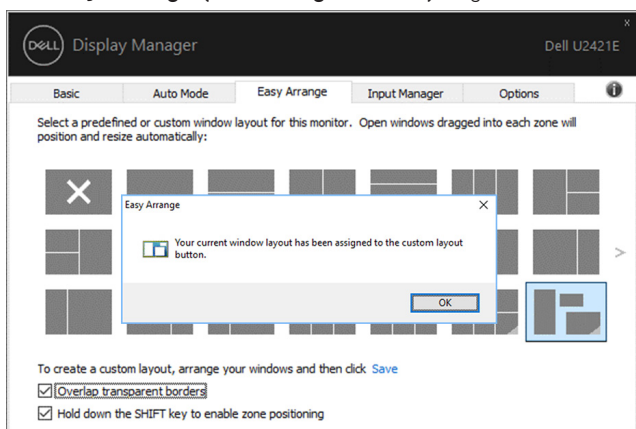 x
DELL Display Manager Dell U2421E
Basic Auto Mode Easy Arrange Input Manager Options i
Select a predefined or custom window layout for this monitor. Open windows dragged into each zone will
position and resize automatically:
Easy Arrange
Your current window layout has been assigned to the custom layout
button.
OK
To create a custom layout, arrange your windows and then click Save
Overlap transparent borders
Hold down the SHIFT key to enable zone positioning